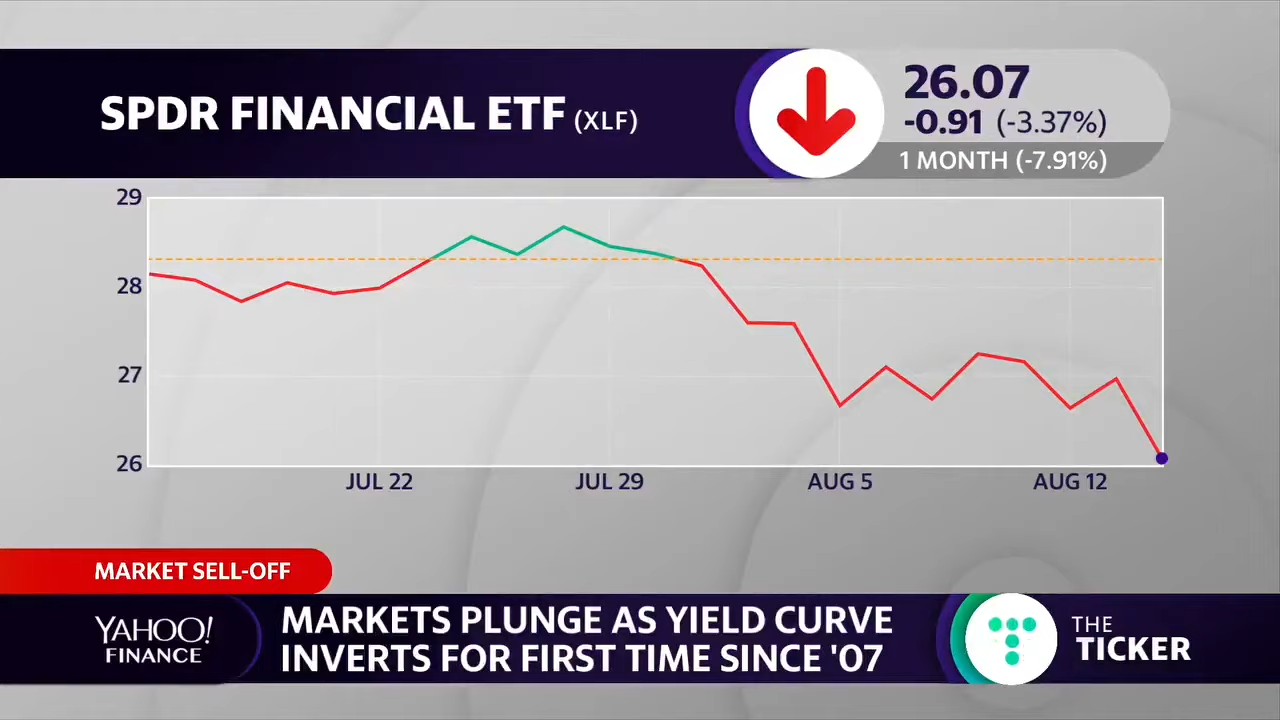 SPDR FINANCIAL ETF (XLF)
26.07
-0.91 (-3.37%)
1 MONTH (-7.91%)
29
28
27
26
JUL 22 JUL 29 AUG 5 AUG 12
MARKET SELL-OFF
YAHOO!
FINANCE
MARKETS PLUNGE AS YIELD CURVE
INVERTS FOR FIRST TIME SINCE '07
THE
TICKER